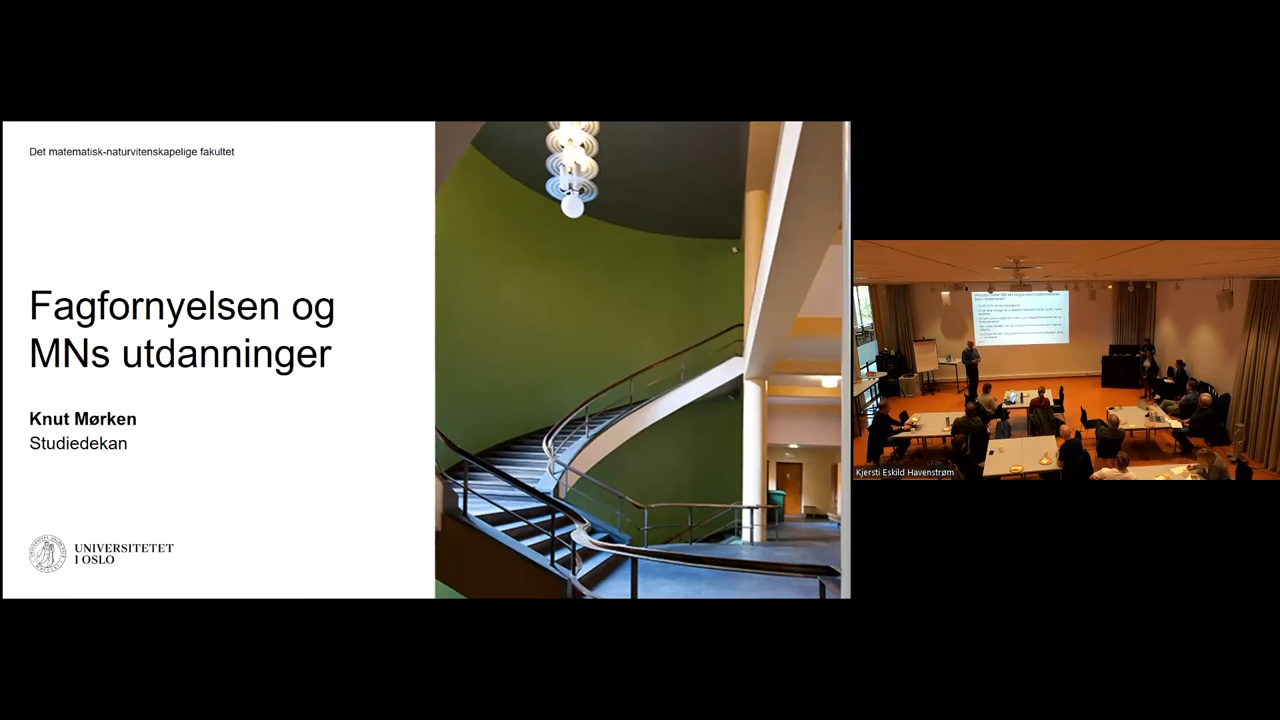 Det matematisk-naturvitenskapelige fakultet
Fagfornyelsen og
MNs utdanninger
Knut Mørken
Studiedekan
UNIVERSITETET
I OSLO
Kjersti Eskild Havenstrøm